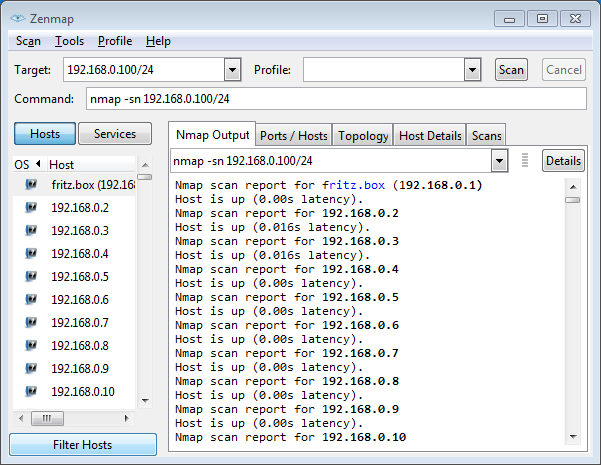 Zenmap
Scan Tools Profile Help
Target: 192.168.0.100/24 Profile: Scan Cancel
Command: nmap -sn 192.168.0.100/24
Hosts Services
Nmap Output Ports / Hosts Topology Host Details Scans
OS Host
fritz.box (192.16
192.168.0.2
192.168.0.3
192.168.0.4
192.168.0.5
192.168.0.6
192.168.0.7
192.168.0.8
192.168.0.9
192.168.0.10
Filter Hosts
nmap -sn 192.168.0.100/24 Details
Nmap scan report for fritz.box (192.168.0.1)
Host is up (0.00s latency).
Nmap scan report for 192.168.0.2
Host is up (0.016s latency).
Nmap scan report for 192.168.0.3
Host is up (0.016s latency).
Nmap scan report for 192.168.0.4
Host is up (0.00s latency).
Nmap scan report for 192.168.0.5
Host is up (0.00s latency).
Nmap scan report for 192.168.0.6
Host is up (0.00s latency).
Nmap scan report for 192.168.0.7
Host is up (0.00s latency).
Nmap scan report for 192.168.0.8
Host is up (0.00s latency).
Nmap scan report for 192.168.0.9
Host is up (0.00s latency).
Nmap scan report for 192.168.0.10